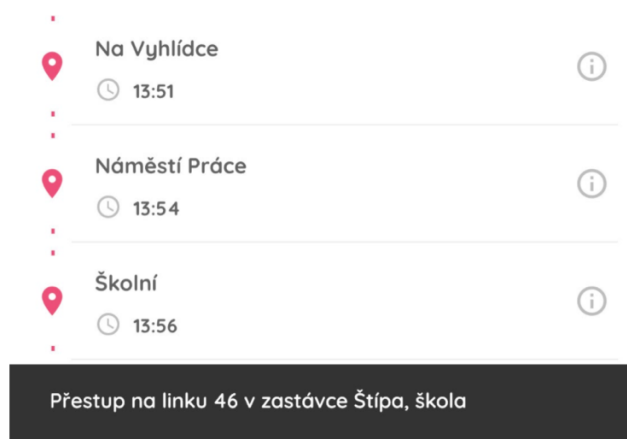 Na Vyhlídce
13:51
Náměstí Práce
13:54
Školní
13:56
Přestup na linku 46 v zastávce Štípa, škola